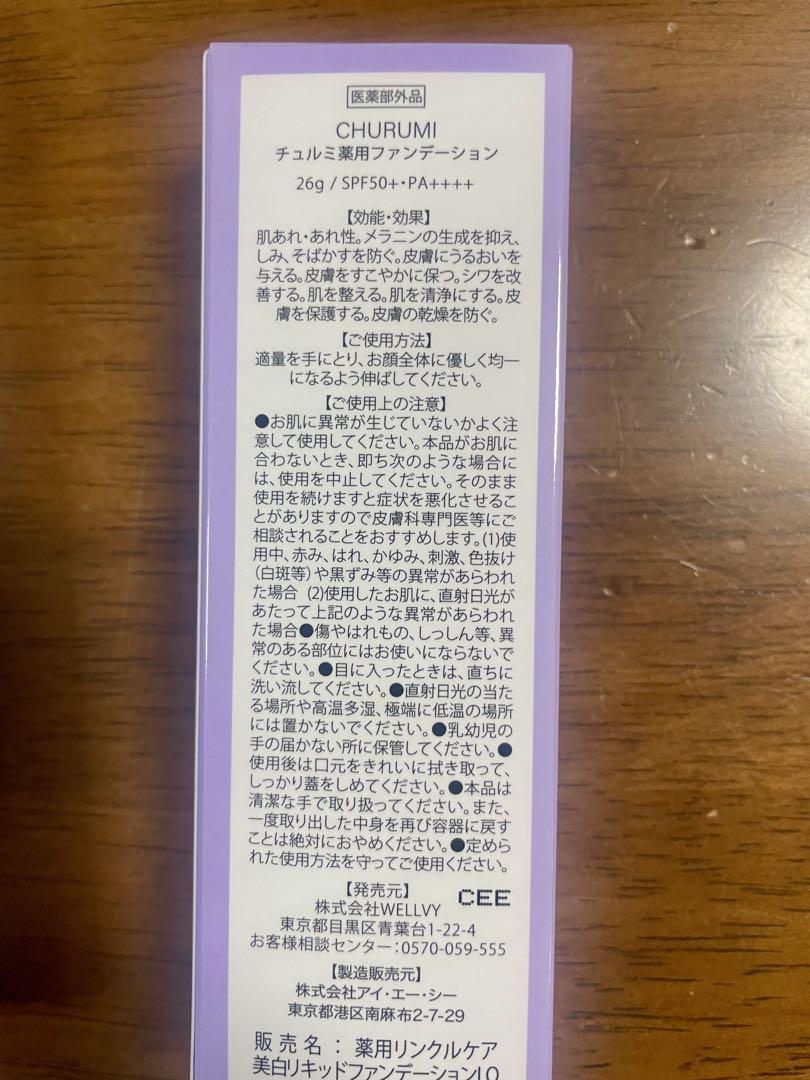 医薬部外品
CHURUMI
チュルミ薬用ファンデーション
26g / SPF50+・PA++++
【効能・効果】
肌あれ・あれ性。メラニンの生成を抑え、
しみ、そばかすを防ぐ。皮膚にうるおいを
与える。皮膚をすこやかに保つ。シワを改
善する。肌を整える。肌を清浄にする。皮
膚を保護する。皮膚の乾燥を防ぐ。
【ご使用方法】
適量を手にとり、お顔全体に優しく均一
になるよう伸ばしてください。
【ご使用上の注意】
●お肌に異常が生じていないかよく注
意して使用してください。本品がお肌に
合わないとき、即ち次のような場合に
は、使用を中止してください。そのまま
使用を続けますと症状を悪化させるこ
とがありますので皮膚科専門医等にご
相談されることをおすすめします。(1)使
用中、赤み、はれ、かゆみ、刺激、色抜け
(白斑等)や黒ずみ等の異常があらわれ
た場合 (2)使用したお肌に、直射日光が
あたって上記のような異常があらわれ
た場合●傷やはれもの、しっしん等、異
常のある部位にはお使いにならないで
ください。●目に入ったときは、直ちに
洗い流してください。●直射日光の当た
る場所や高温多湿、極端に低温の場所
には置かないでください。●乳幼児の
手の届かない所に保管してください。●
使用後は口元をきれいに拭き取って、
しっかり蓋をしめてください。●本品は
清潔な手で取り扱ってください。また、
一度取り出した中身を再び容器に戻す
ことは絶対におやめください。●定めら
れた使用方法を守ってご使用ください。
【発売元】
CEE
株式会社WELLVY
東京都目黒区青葉台1-22-4
お客様相談センター:0570-059-555
【製造販売元】
株式会社アイ・エー・シー
東京都港区南麻布2-7-29
販売名：薬用リンクルケア
美白リキッドファンデーション